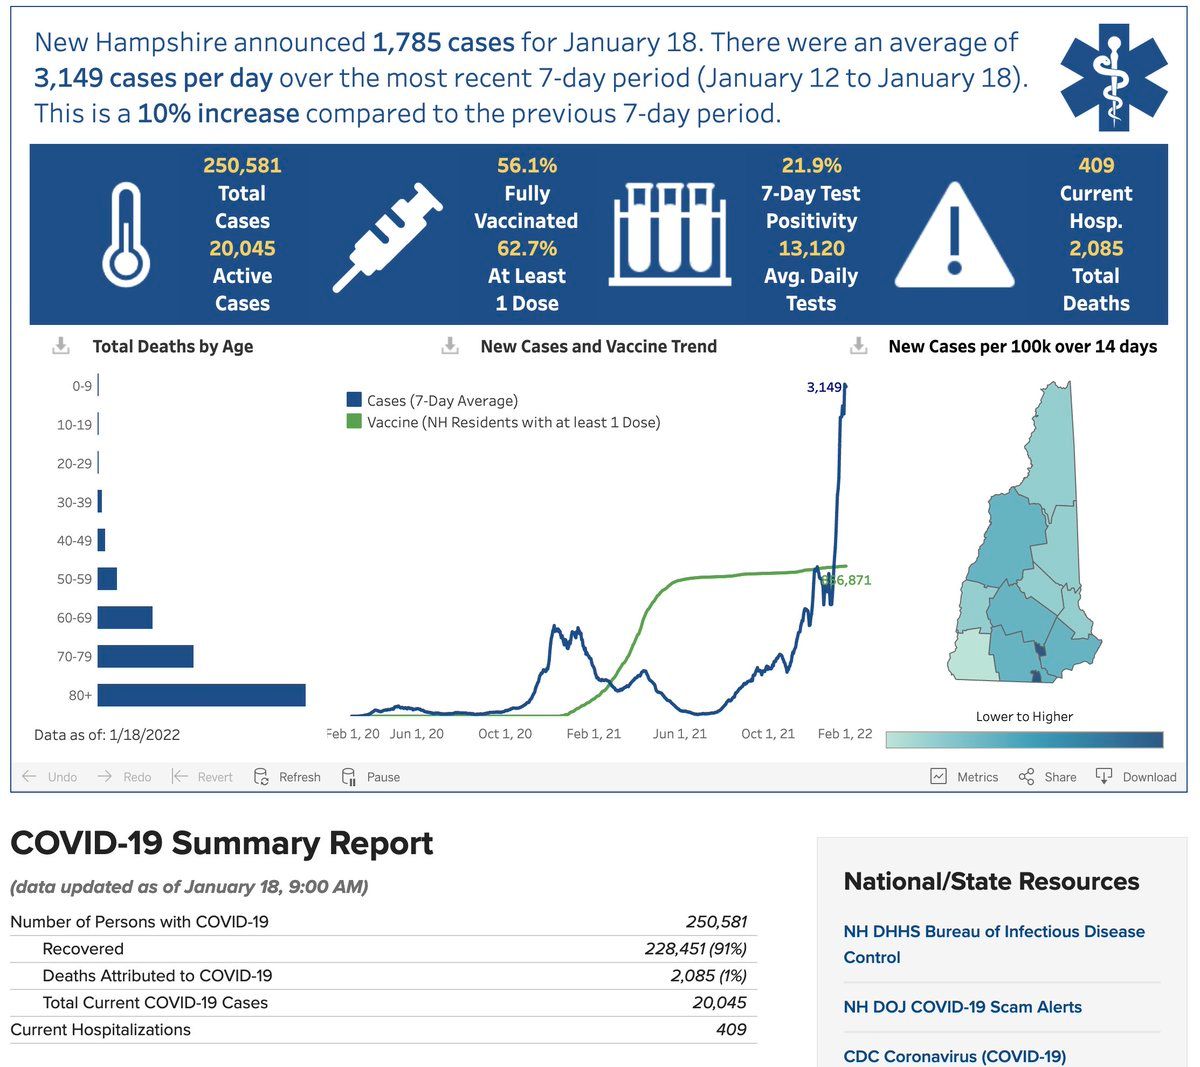 New Hampshire announced 1,785 cases for January 18. There were an average of
3,149 cases per day over the most recent 7-day period (January 12 to January 18).
This is a 10% increase compared to the previous 7-day period.
250,581
Total
Cases
20,045
Active
Cases
56.1%
Fully
Vaccinated
62.7%
At Least
1 Dose
21.9%
7-Day Test
Positivity
13,120
Avg. Daily
Tests
409
Current
Hosp.
2,085
Total
Deaths
Total Deaths by Age
0-9
10-19
20-29
30-39
40-49
50-59
60-69
70-79
80+
Data as of: 1/18/2022
New Cases and Vaccine Trend
Cases (7-Day Average)
Vaccine (NH Residents with at least 1 Dose)
3,149
Feb 1, 20 Jun 1, 20 Oct 1, 20 Feb 1, 21 Jun 1, 21 Oct 1, 21 Feb 1, 22
New Cases per 100k over 14 days
Lower to Higher
Undo Redo Revert Refresh Pause Metrics Share Download
COVID-19 Summary Report
(data updated as of January 18, 9:00 AM)
Number of Persons with COVID-19 250,581
Recovered 228,451 (91%)
Deaths Attributed to COVID-19 2,085 (1%)
Total Current COVID-19 Cases 20,045
Current Hospitalizations 409
National/State Resources
NH DHHS Bureau of Infectious Disease
Control
NH DOJ COVID-19 Scam Alerts
CDC Coronavirus (COVID-19)